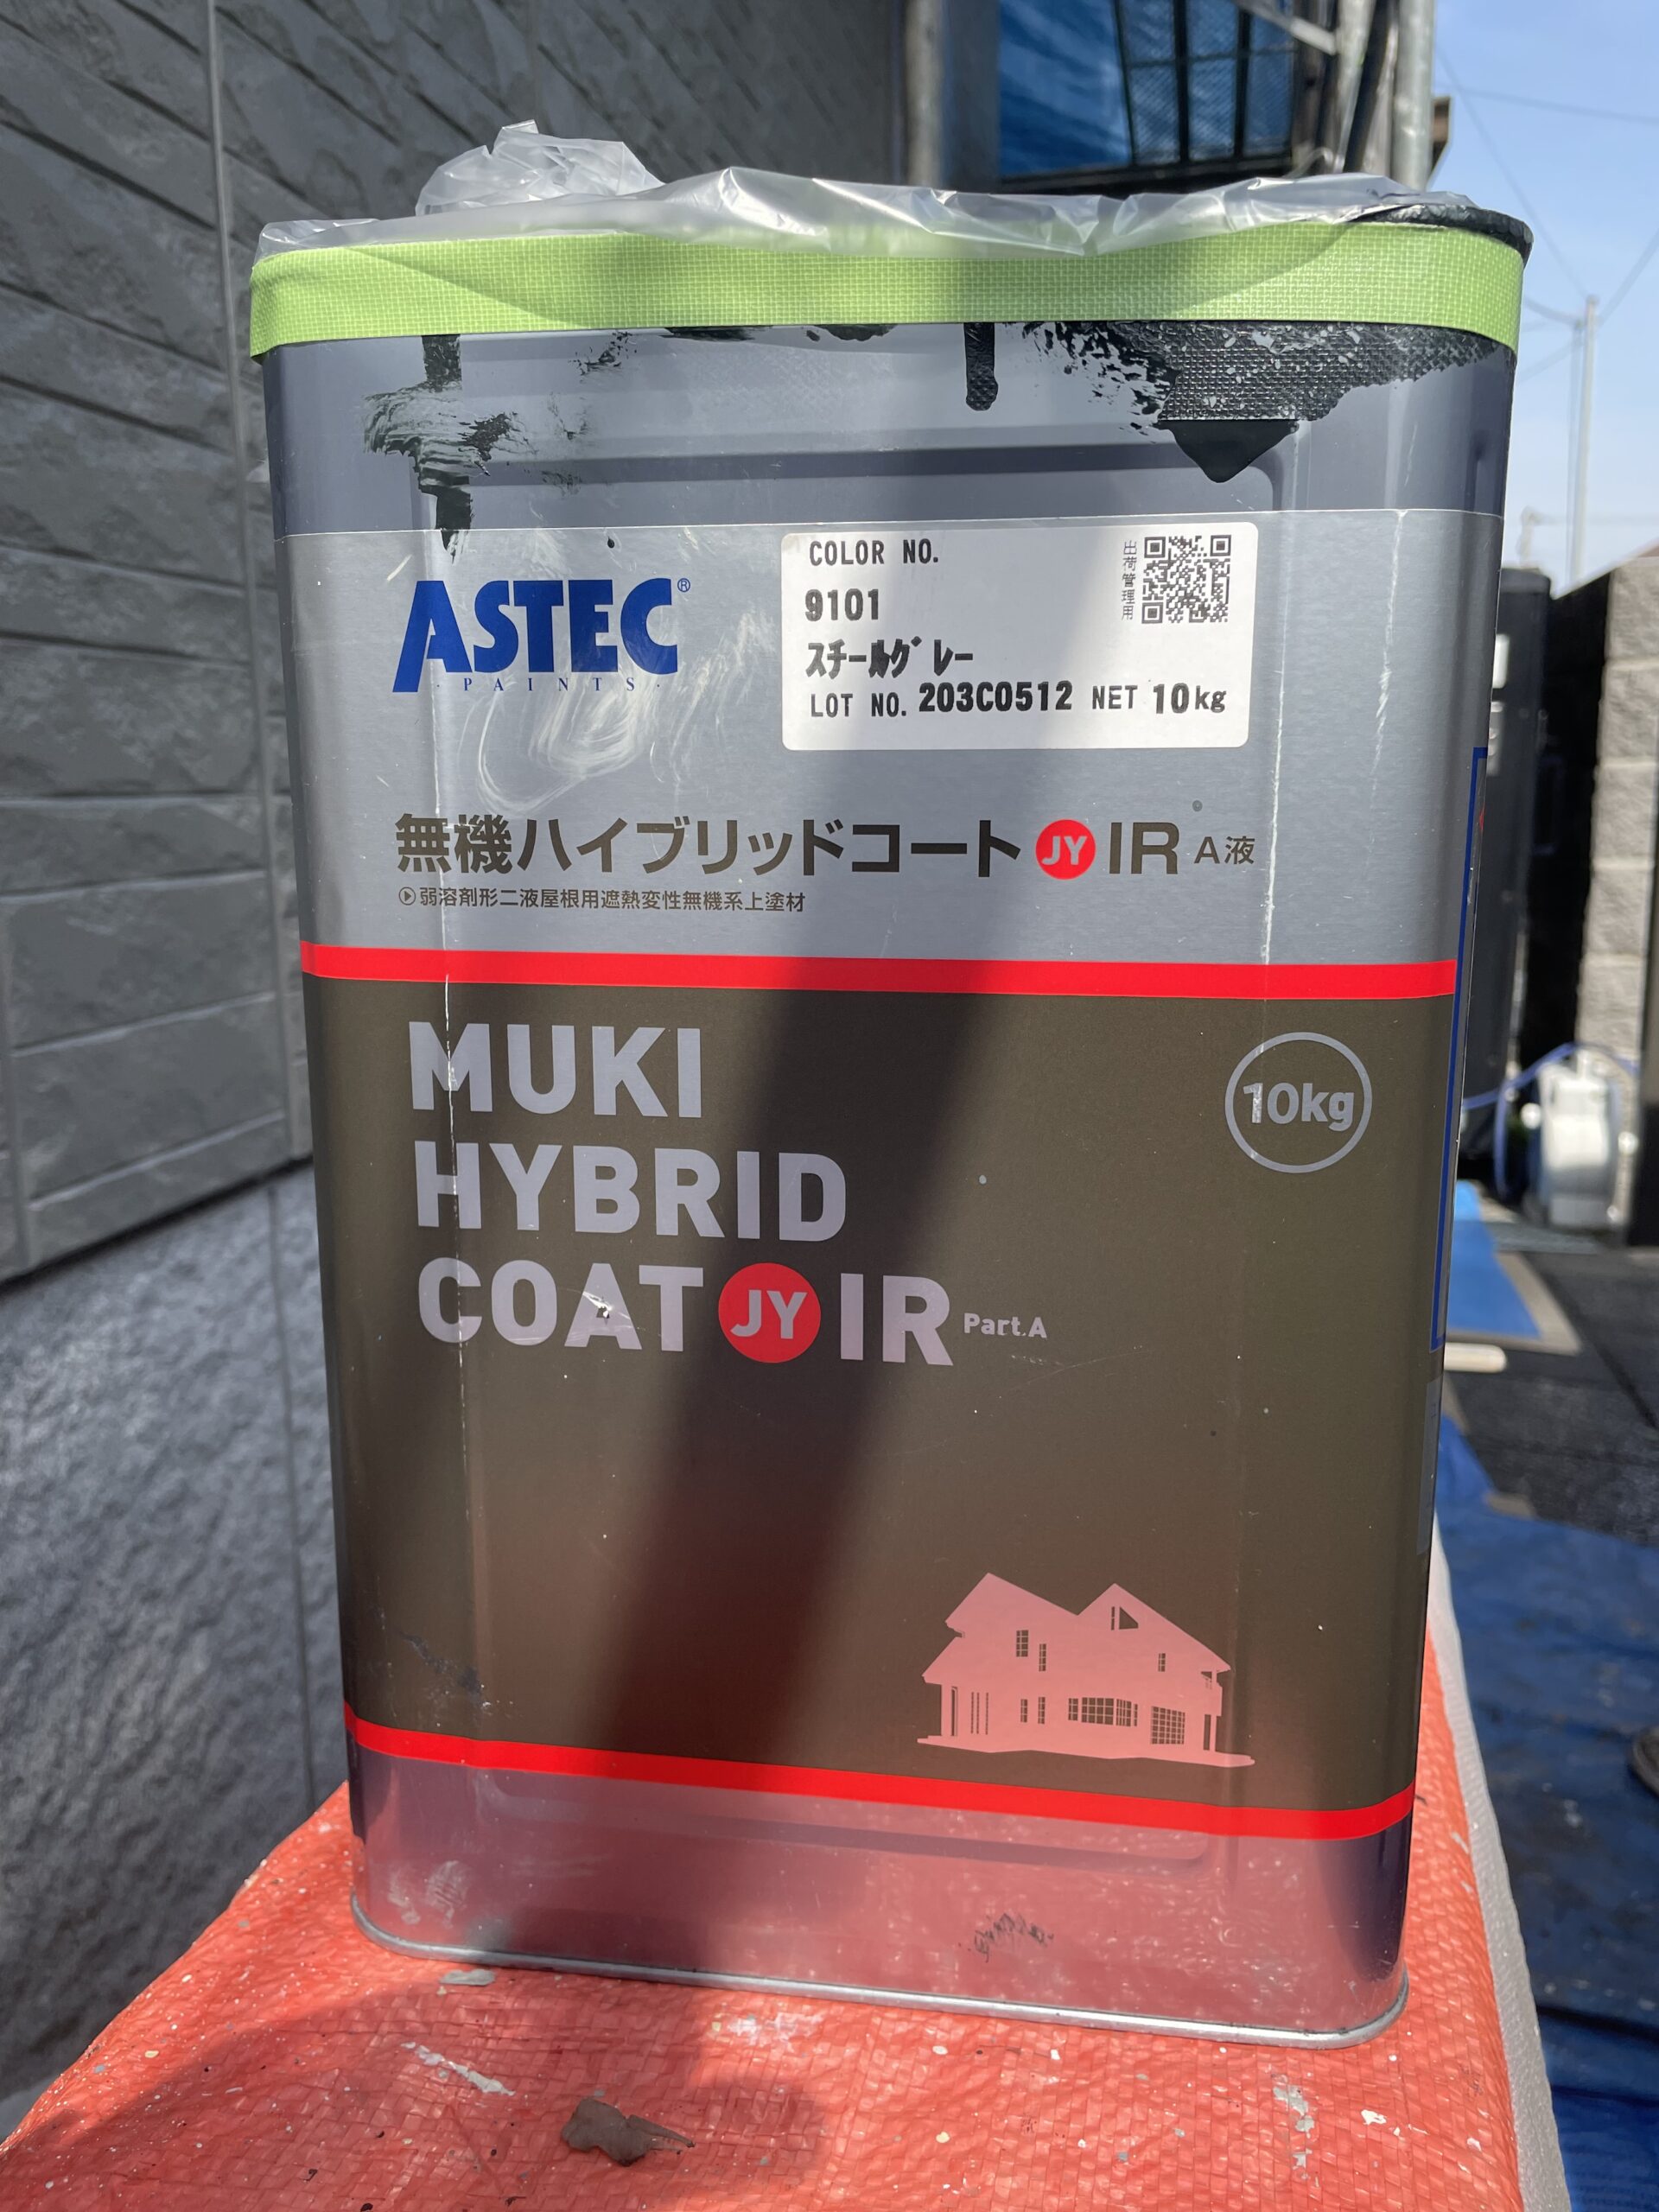 ASTEC®
・PAINTS・
COLOR NO.
9101
スチールグレー
LOT NO. 203C0512 NET 10kg
出荷管理用
無機ハイブリッドコートJY IR A液
弱溶剤形二液屋根用遮熱変性無機系上塗材
MUKI
HYBRID
COAT JY IR Part.A
10kg